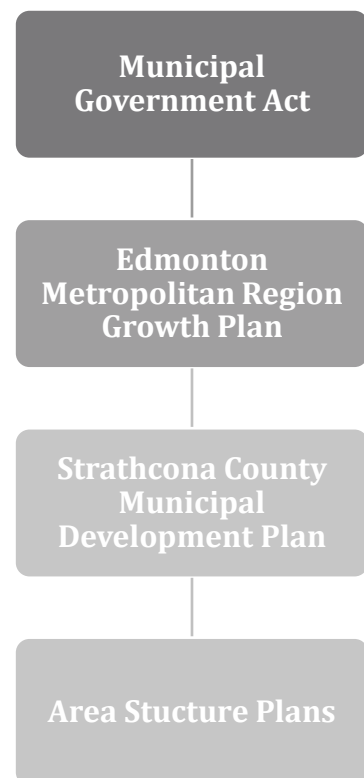 Municipal
Government Act
Edmonton
Metropolitan Region
Growth Plan
Strathcona County
Municipal
Development Plan
Area Stucture Plans